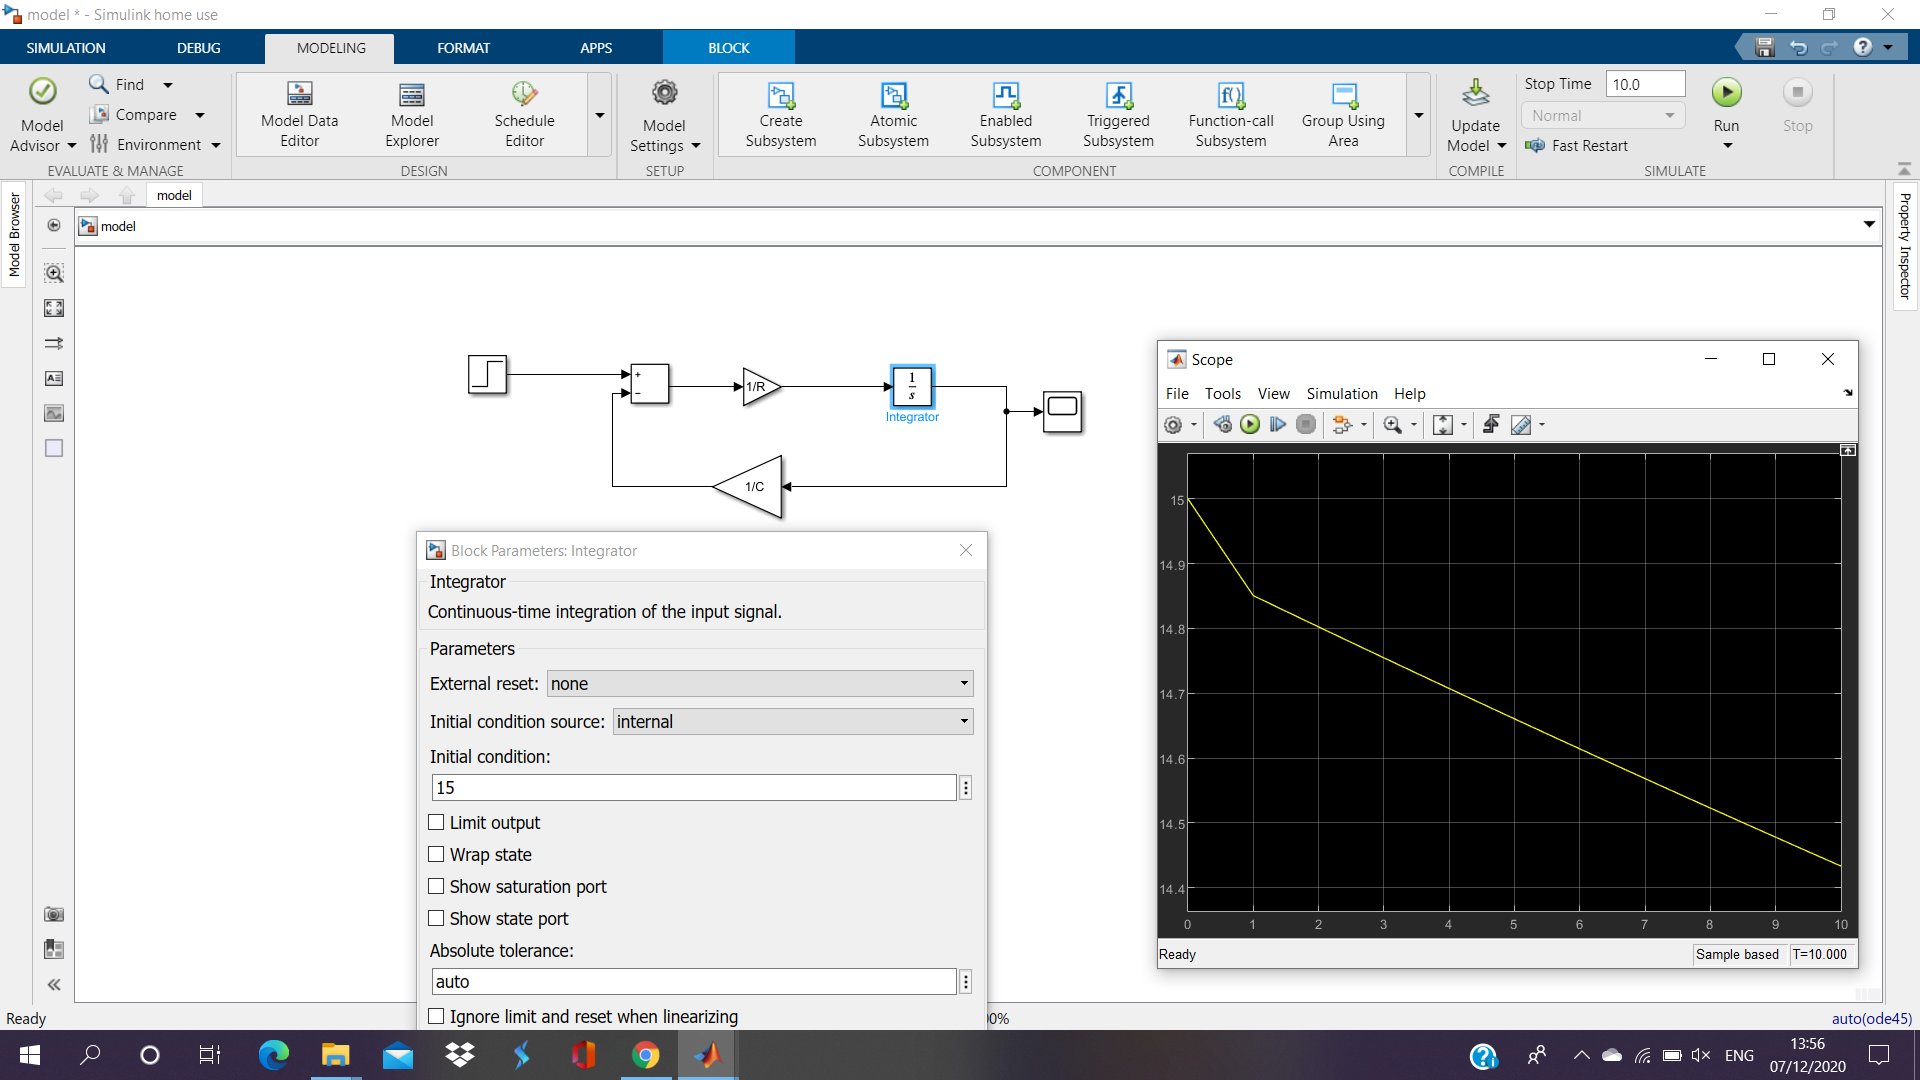 model * - Simulink home use
SIMULATION DEBUG MODELING FORMAT APPS BLOCK
Model Advisor
Find
Compare
Environment
EVALUATE & MANAGE
Model Data Editor
Model Explorer
Schedule Editor
DESIGN
Model Settings
SETUP
Create Subsystem
Atomic Subsystem
Enabled Subsystem
Triggered Subsystem
Function-call Subsystem
Group Using Area
COMPONENT
Update Model
COMPILE
Stop Time 10.0
Normal
Fast Restart
Run
Stop
SIMULATE
Model Browser
model
model
Property Inspector
+
−
1/R
1
s
Integrator
1/C
Block Parameters: Integrator
Integrator
Continuous-time integration of the input signal.
Parameters
External reset: none
Initial condition source: internal
Initial condition:
15
Limit output
Wrap state
Show saturation port
Show state port
Absolute tolerance:
auto
Ignore limit and reset when linearizing
Scope
File Tools View Simulation Help
15
14.9
14.8
14.7
14.6
14.5
14.4
0 1 2 3 4 5 6 7 8 9 10
Ready Sample based T=10.000
Ready 0% auto(ode45)
ENG
13:56
07/12/2020